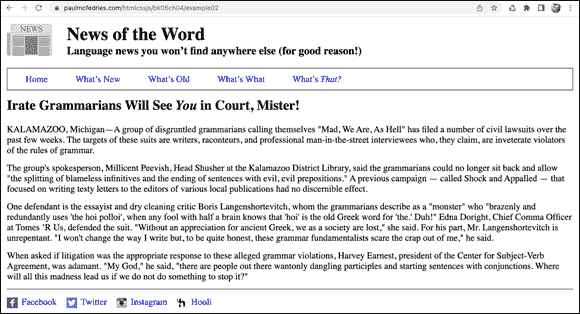 paulmcfedries.com/htmlcssjs/bk05ch04/example02
NEWS
News of the Word
Language news you won't find anywhere else (for good reason!)
Home What's New What's Old What's What What's That?
Irate Grammarians Will See You in Court, Mister!
KALAMAZOO, Michigan—A group of disgruntled grammarians calling themselves "Mad, We Are, As Hell" has filed a number of civil lawsuits over the
past few weeks. The targets of these suits are writers, raconteurs, and professional man-in-the-street interviewees who, they claim, are inveterate violators
of the rules of grammar.
The group's spokesperson, Millicent Peevish, Head Shusher at the Kalamazoo District Library, said the grammarians could no longer sit back and allow
"the splitting of blameless infinitives and the ending of sentences with evil, evil prepositions." A previous campaign — called Shock and Appalled — that
focused on writing testy letters to the editors of various local publications had no discernible effect.
One defendant is the essayist and dry cleaning critic Boris Langenshortevitch, whom the grammarians describe as a "monster" who "brazenly and
redundantly uses 'the hoi polloi', when any fool with half a brain knows that 'hoi' is the old Greek word for 'the.' Duh!" Edna Doright, Chief Comma Officer
at Tomes 'R Us, defended the suit. "Without an appreciation for ancient Greek, we as a society are lost," she said. For his part, Mr. Langenshortevitch is
unrepentant. "I won't change the way I write but, to be quite honest, these grammar fundamentalists scare the crap out of me," he said.
When asked if litigation was the appropriate response to these alleged grammar violations, Harvey Earnest, president of the Center for Subject-Verb
Agreement, was adamant. "My God," he said, "there are people out there wantonly dangling participles and starting sentences with conjunctions. Where
will all this madness lead us if we do not do something to stop it?"
Facebook Twitter Instagram Hooli